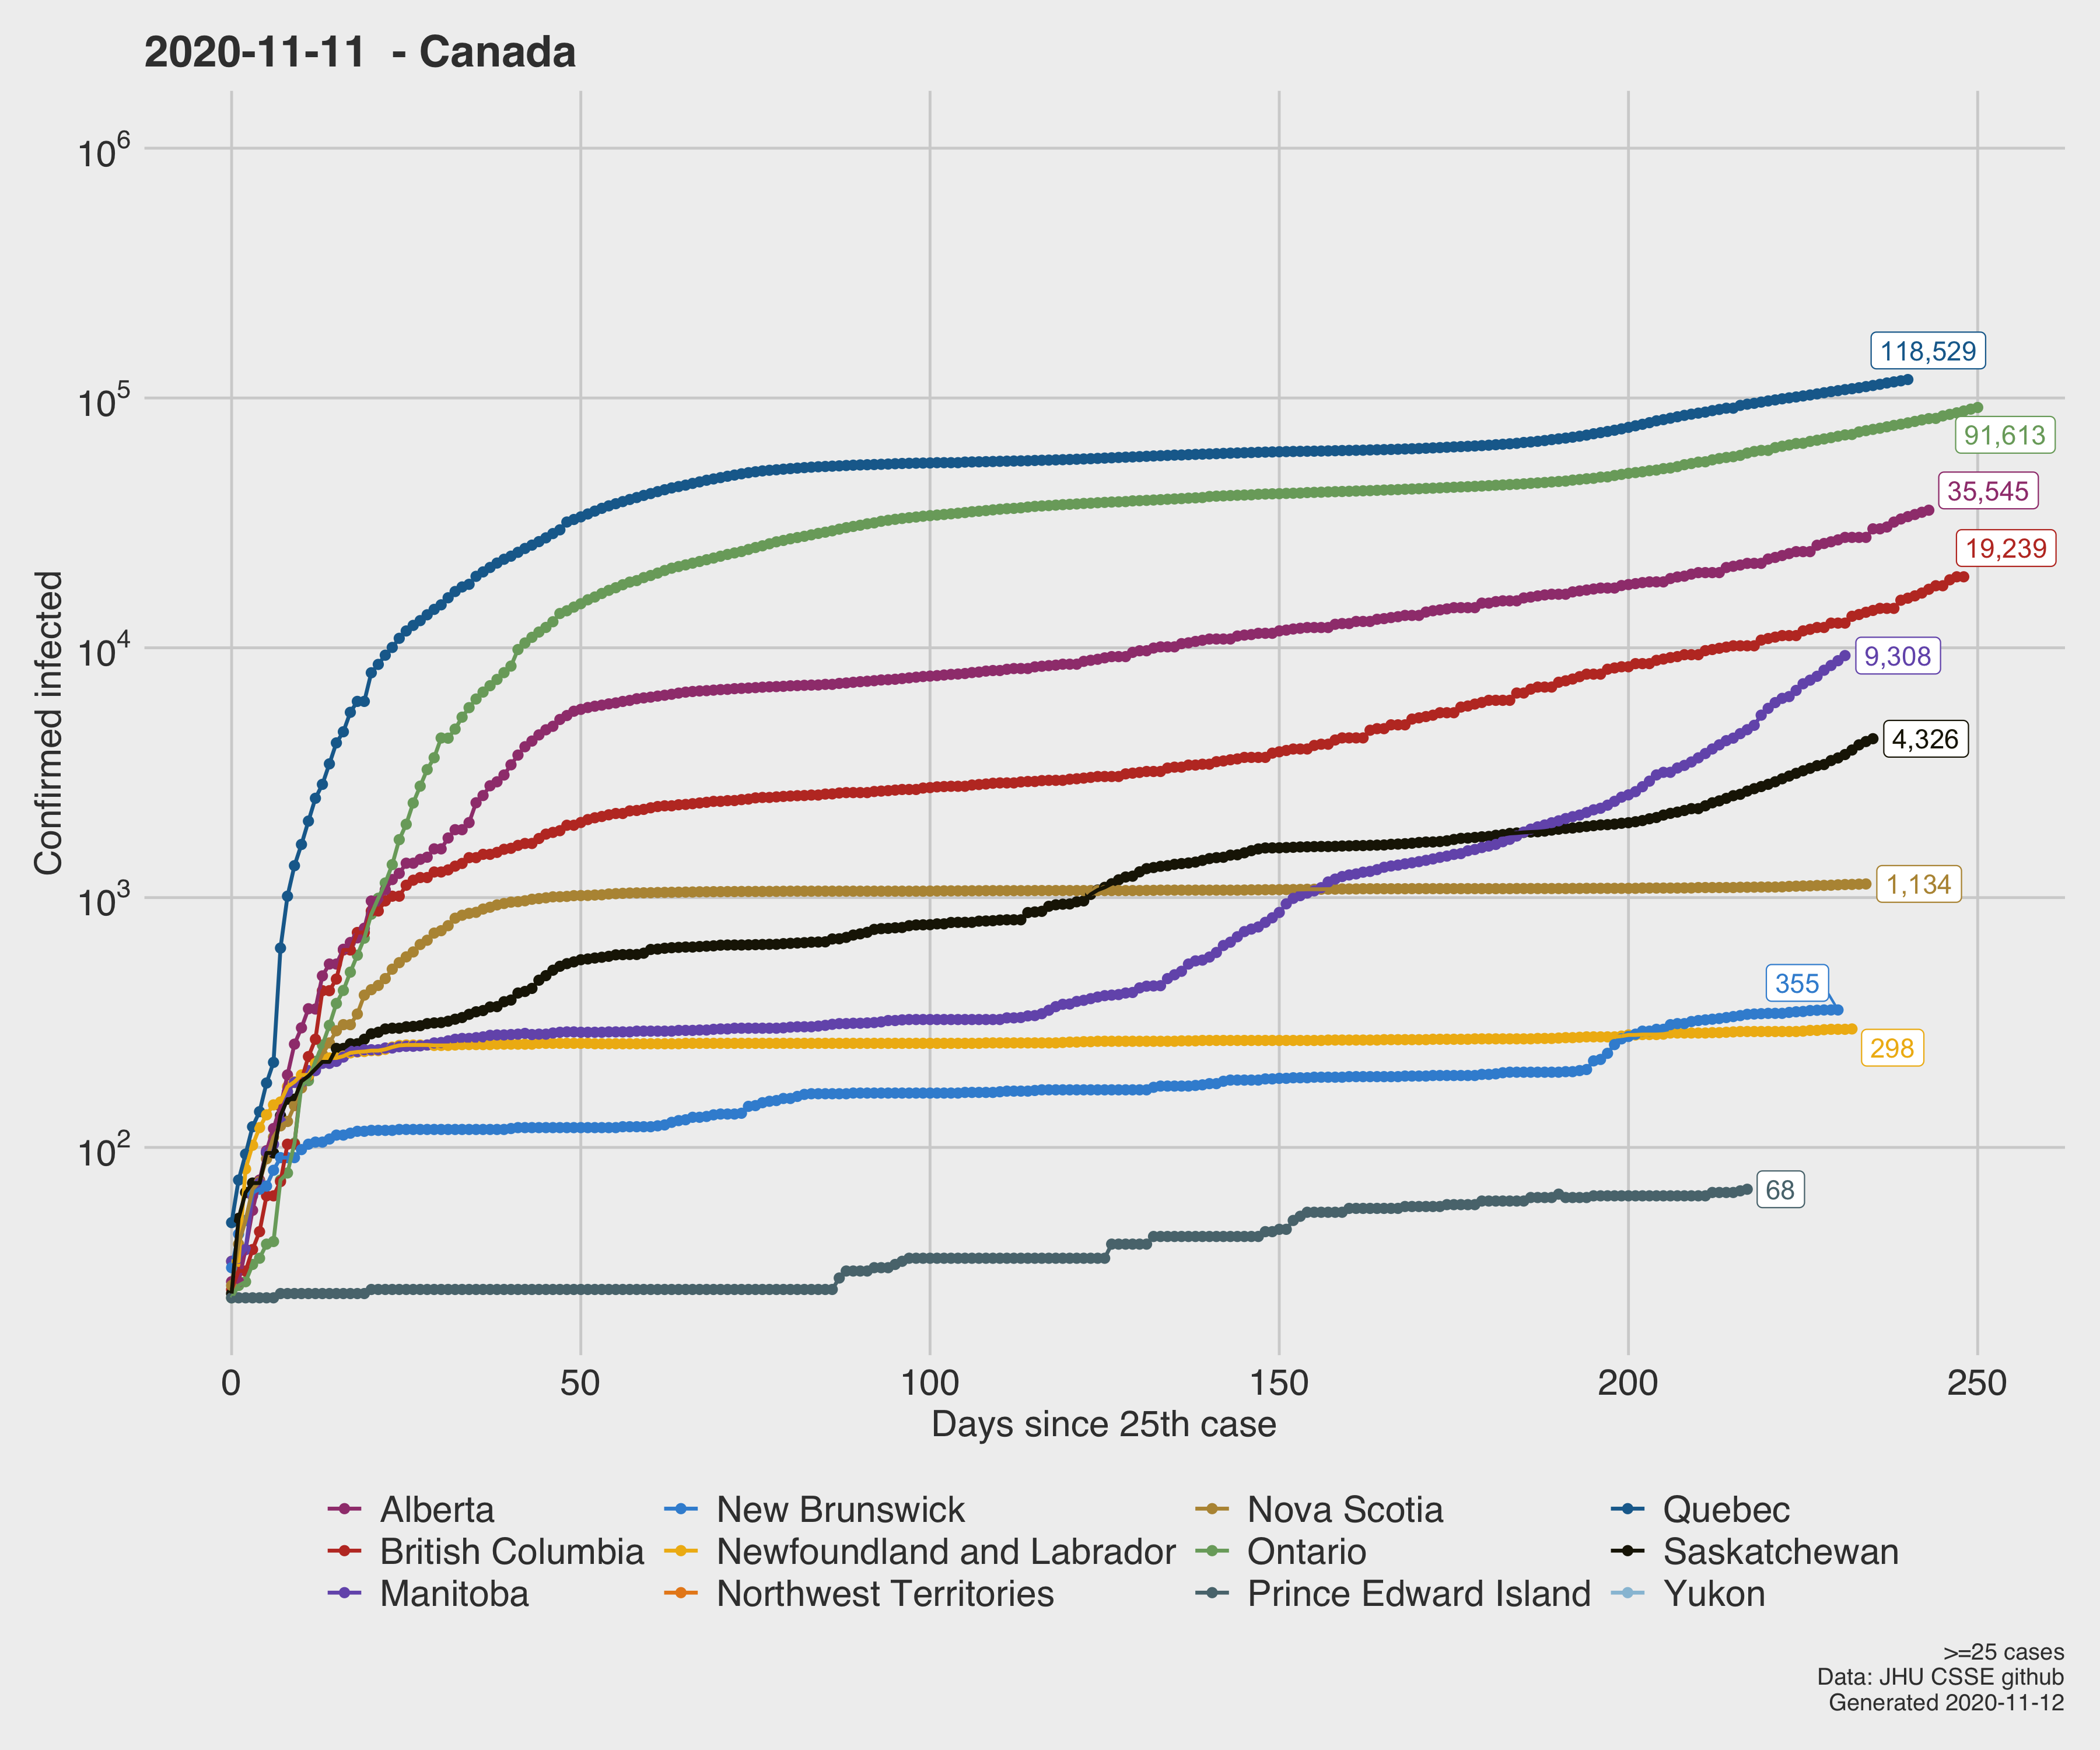 2020-11-11  - Canada
10^6
10^5
10^4
10^3
10^2
Confirmed infected
118,529
91,613
35,545
19,239
9,308
4,326
1,134
355
298
68
0 50 100 150 200 250
Days since 25th case
Alberta New Brunswick Nova Scotia Quebec
British Columbia Newfoundland and Labrador Ontario Saskatchewan
Manitoba Northwest Territories Prince Edward Island Yukon
>=25 cases
Data: JHU CSSE github
Generated 2020-11-12